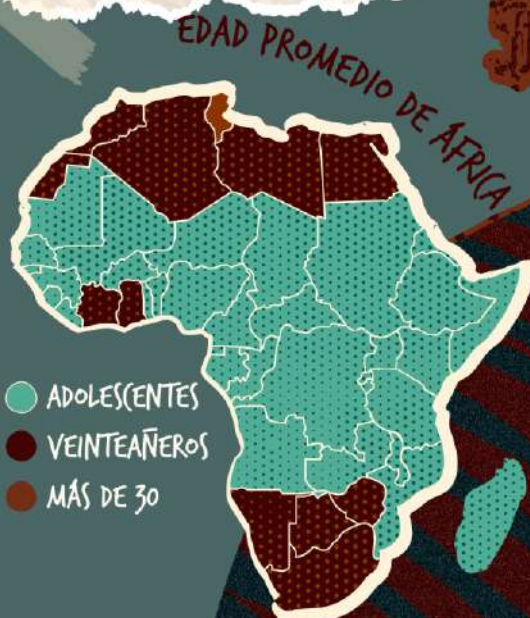 EDAD PROMEDIO DE ÁFRICA
ADOLESCENTES
VEINTEAÑEROS
MÁS DE 30